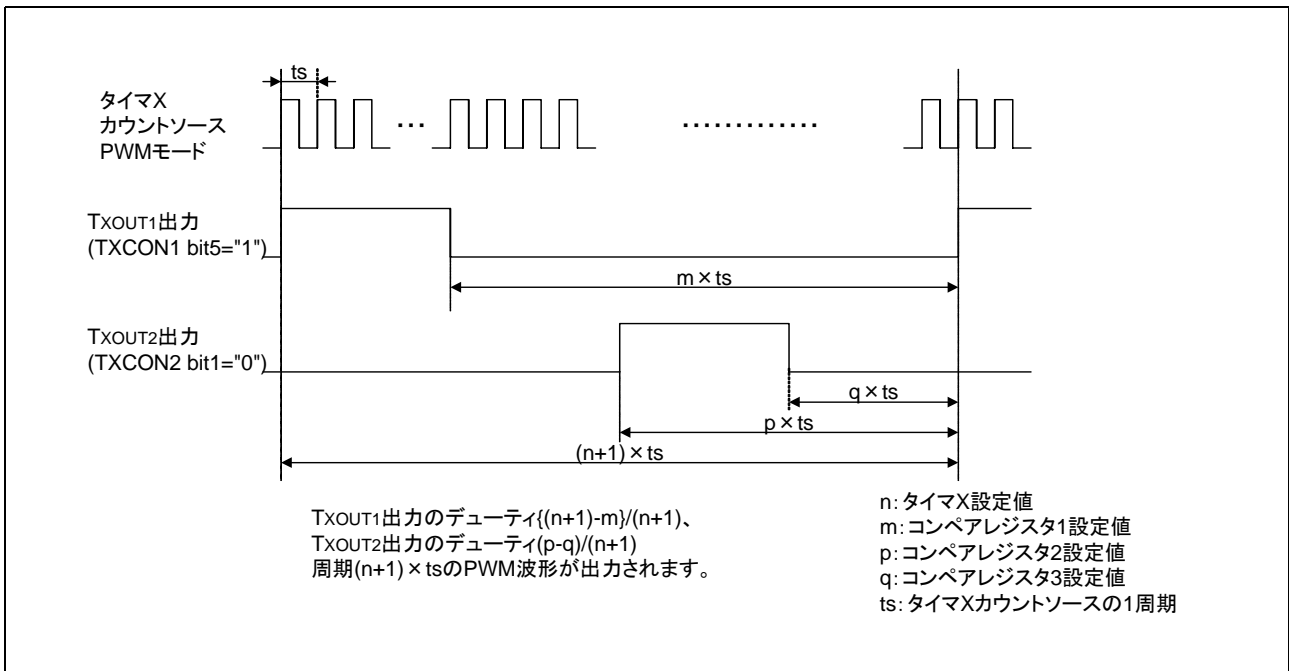 ts
タイマX
カウントソース
PWMモード
TXOUT1出力
(TXCON1 bit5="1")
m×ts
TXOUT2出力
(TXCON2 bit1="0")
q×ts
p×ts
(n+1)×ts
TXOUT1出力のデューティ{(n+1)-m}/(n+1)、
TXOUT2出力のデューティ(p-q)/(n+1)
周期(n+1)×tsのPWM波形が出力されます。
n:タイマX設定値
m:コンペアレジスタ1設定値
p:コンペアレジスタ2設定値
q:コンペアレジスタ3設定値
ts:タイマXカウントソースの1周期